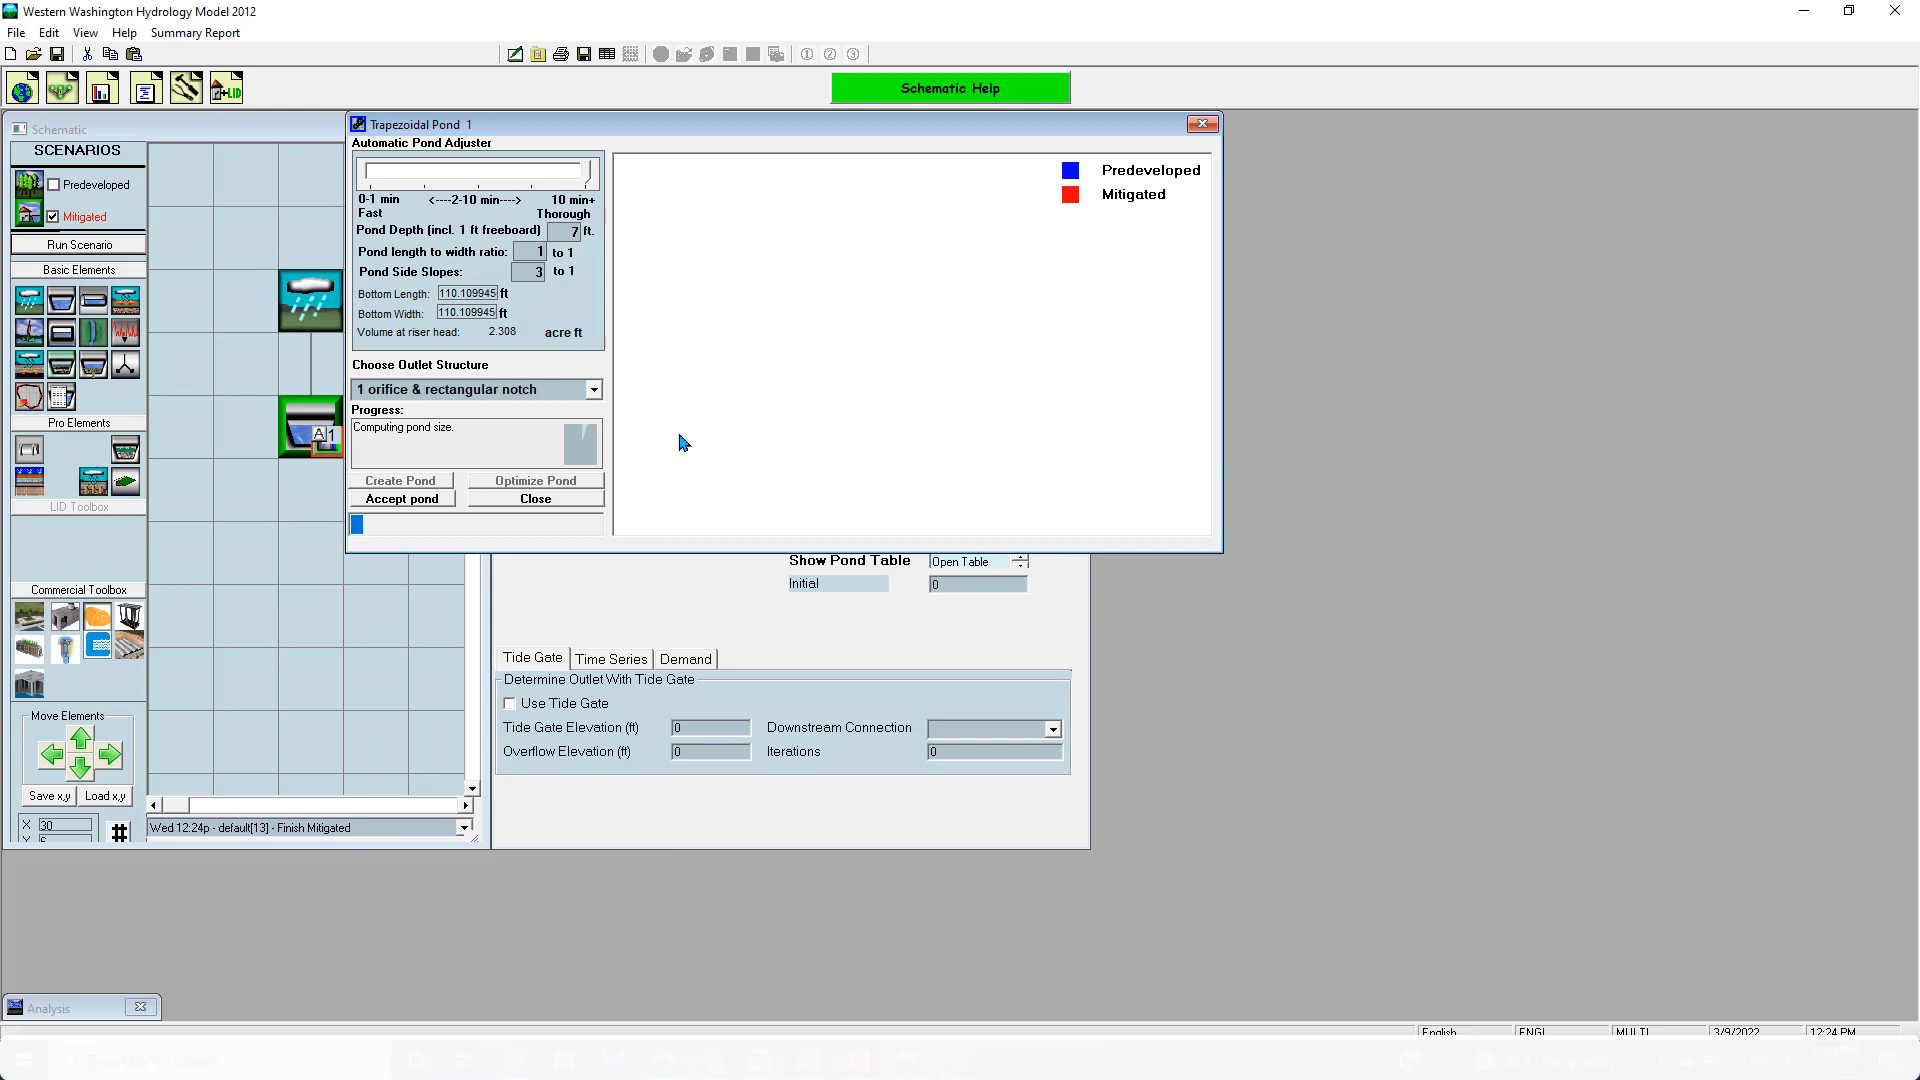 Western Washington Hydrology Model 2012
File Edit View Help Summary Report
Schematic Help
Schematic
SCENARIOS
Predeveloped
Mitigated
Run Scenario
Basic Elements
Pro Elements
LID Toolbox
Commercial Toolbox
Move Elements
Save x,y Load x,y
X 30
Y 6
A1
Wed 12:24p - default[13] - Finish Mitigated
Trapezoidal Pond 1
Automatic Pond Adjuster
0-1 min <----2-10 min----> 10 min+
Fast Thorough
Pond Depth (incl. 1 ft freeboard) 7 ft.
Pond length to width ratio: 1 to 1
Pond Side Slopes: 3 to 1
Bottom Length: 110.109945 ft
Bottom Width: 110.109945 ft
Volume at riser head: 2.308 acre ft
Choose Outlet Structure
1 orifice & rectangular notch
Progress:
Computing pond size.
Create Pond Optimize Pond
Accept pond Close
Predeveloped
Mitigated
Show Pond Table Open Table
Initial 0
Tide Gate Time Series Demand
Determine Outlet With Tide Gate
Use Tide Gate
Tide Gate Elevation (ft) 0 Downstream Connection
Overflow Elevation (ft) 0 Iterations 0
Analysis
English ENGL MULTI 3/9/2022 12:24 PM